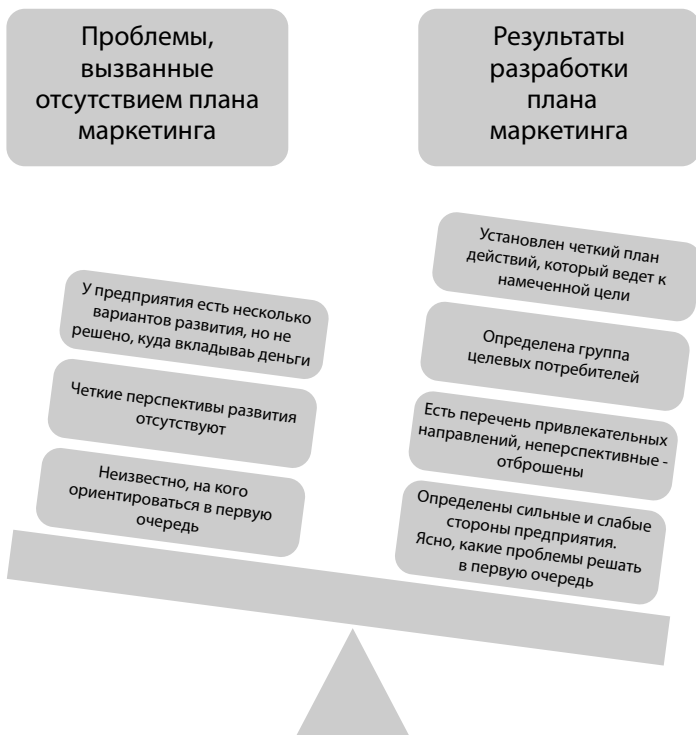 Проблемы,
вызванные
отсутствием плана
маркетинга
Результаты
разработки
плана
маркетинга
У предприятия есть несколько
вариантов развития, но не
решено, куда вкладываь деньги
Четкие перспективы развития
отсутствуют
Неизвестно, на кого
ориентироваться в первую
очередь
Установлен четкий план
действий, который ведет к
намеченной цели
Определена группа
целевых потребителей
Есть перечень привлекательных
направлений, неперспективные -
отброшены
Определены сильные и слабые
стороны предприятия.
Ясно, какие проблемы решать
в первую очередь